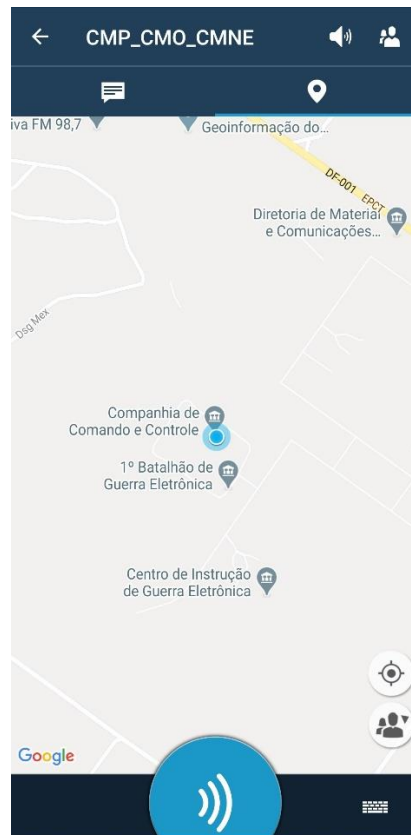 CMP_CMO_CMNE
iva FM 98,7
Geoinformação do...
DF-001 EPCT
Diretoria de Material
e Comunicações...
Dsg Mex
Companhia de
Comando e Controle
1º Batalhão de
Guerra Eletrônica
Centro de Instrução
de Guerra Eletrônica
Google